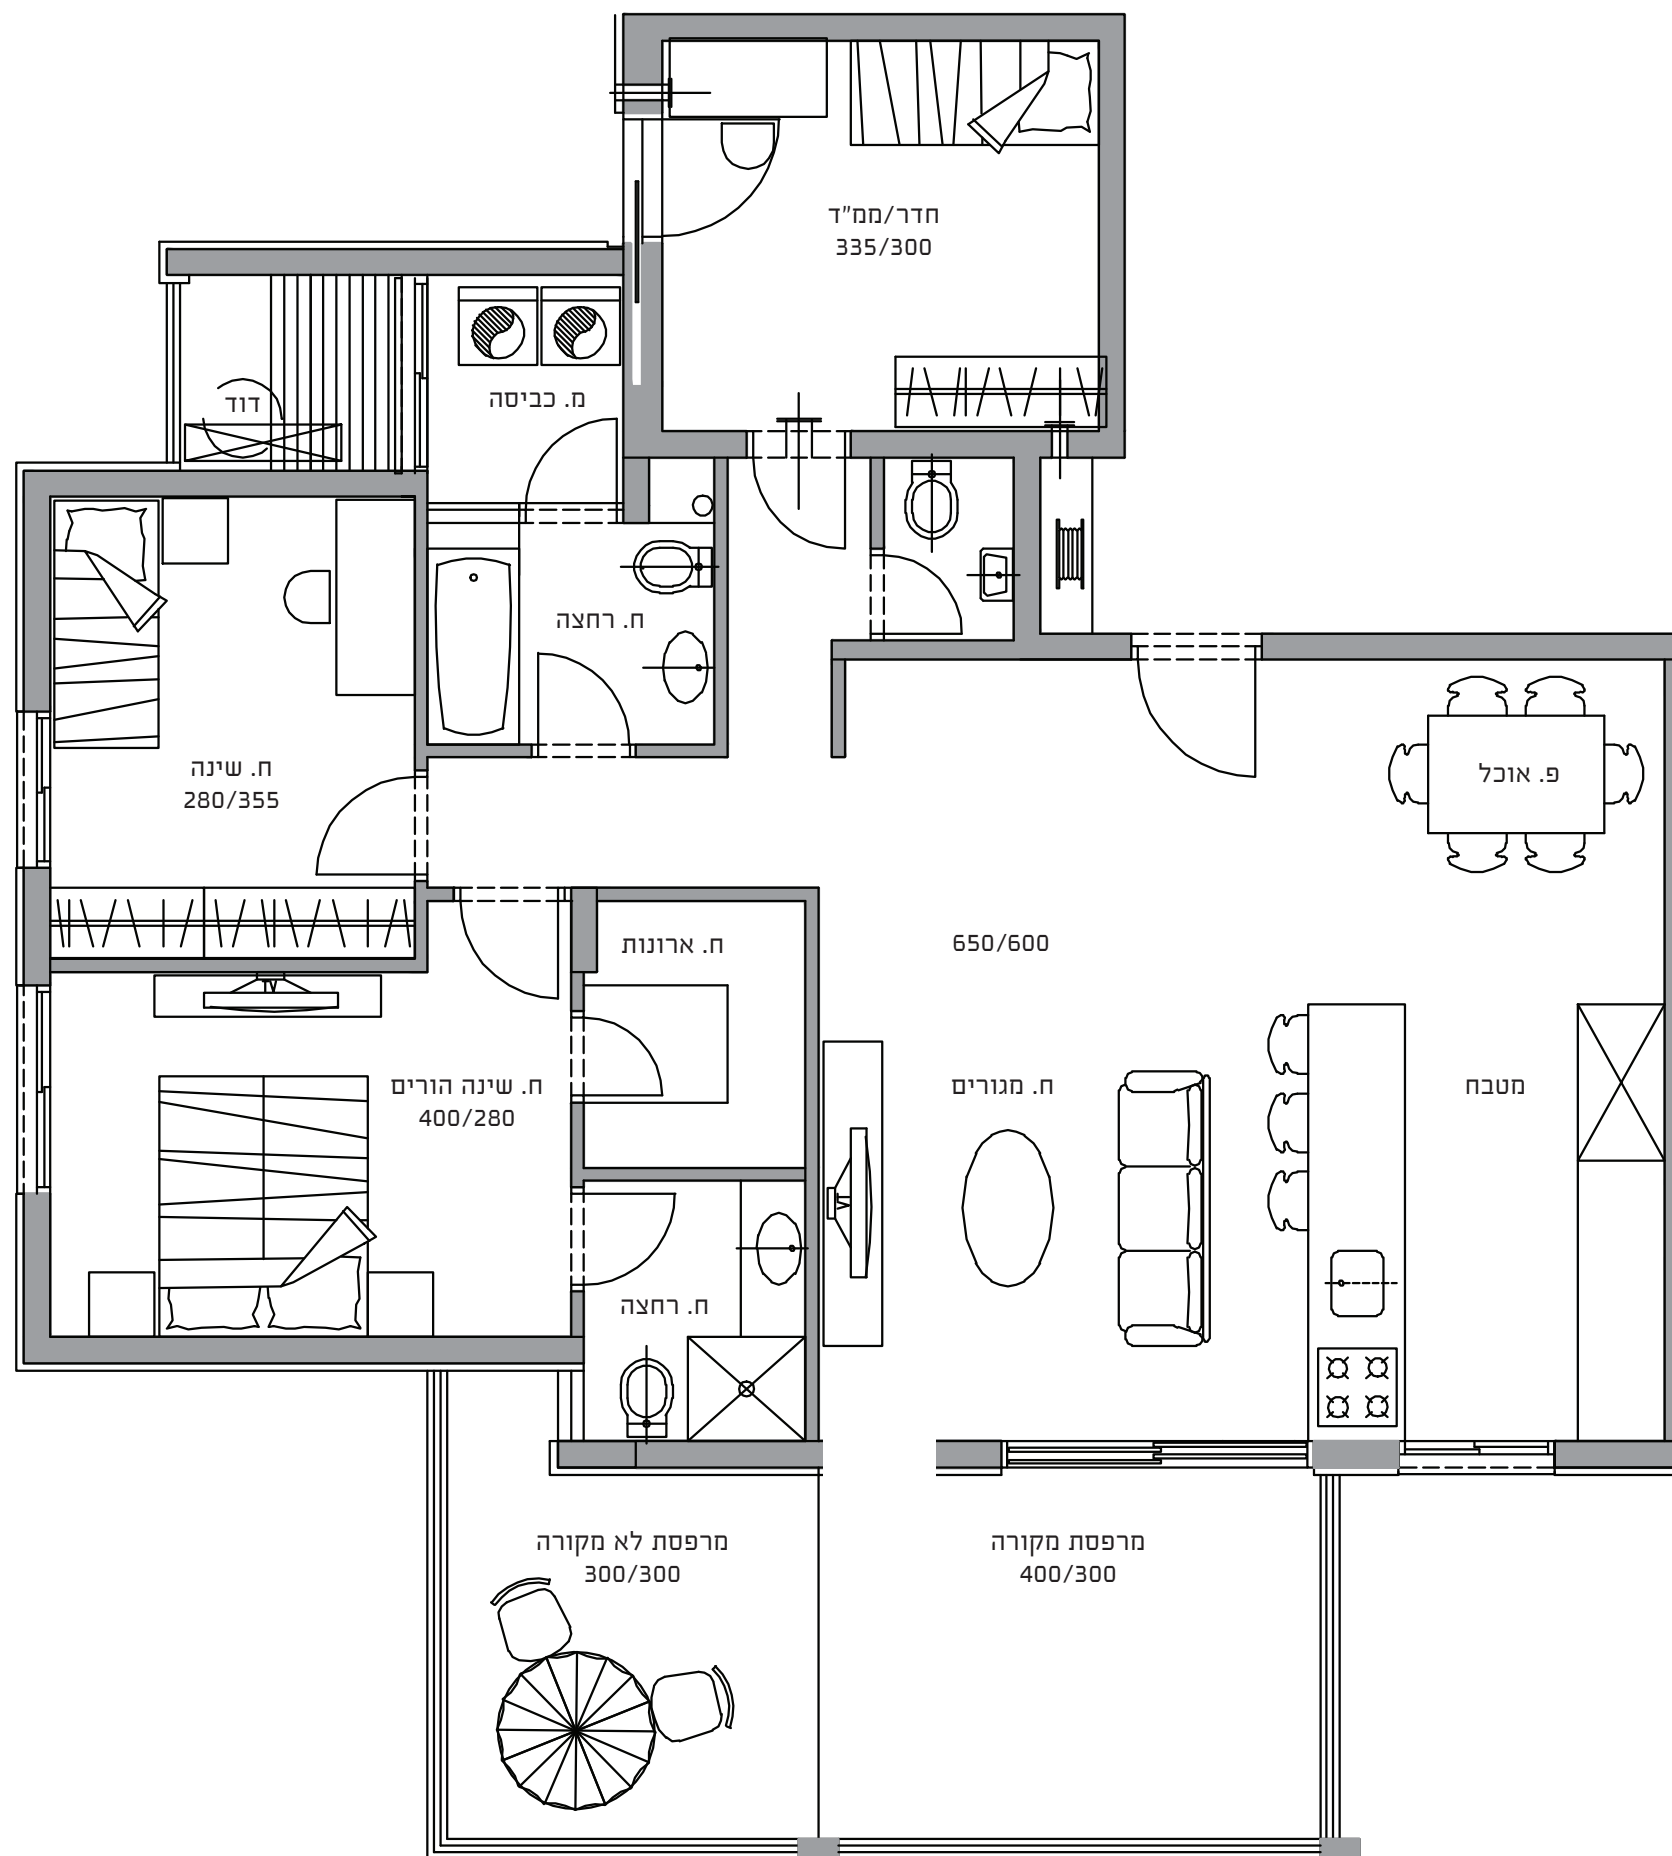 חדר/ממ"ד
335/300
דוד
מ. כביסה
ח. רחצה
ח. שינה
280/355
פ. אוכל
ח. ארונות
650/600
ח. שינה הורים
400/280
ח. מגורים
מטבח
ח. רחצה
מרפסת לא מקורה
300/300
מרפסת מקורה
400/300